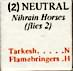 (2) NEUTRAL
Nihrain Horses
(flies 2)
Tarkesh. . . . . N
Flamebringers .H